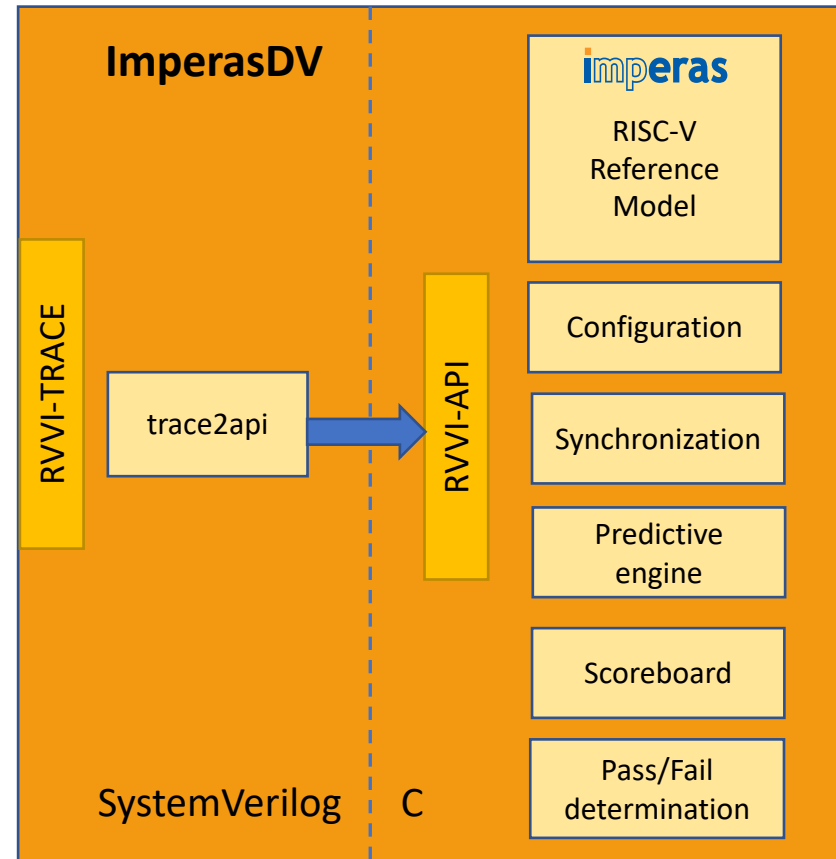 ImperasDV
imperas
RISC-V
Reference
Model
RVVI-TRACE
trace2api
RVVI-API
Configuration
Synchronization
Predictive
engine
Scoreboard
Pass/Fail
determination
SystemVerilog
C